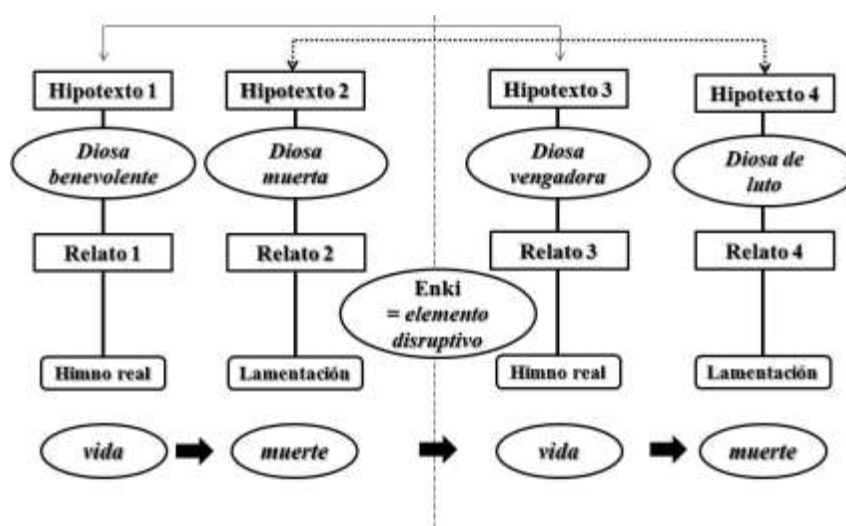 Hipotexto 1
Hipotexto 2
Hipotexto 3
Hipotexto 4
Diosa
benevolente
Diosa
muerta
Diosa
vengadora
Diosa de
luto
Relato 1
Relato 2
Relato 3
Relato 4
Enki
= elemento
disruptivo
Himno real
Lamentación
Himno real
Lamentación
vida
muerte
vida
muerte